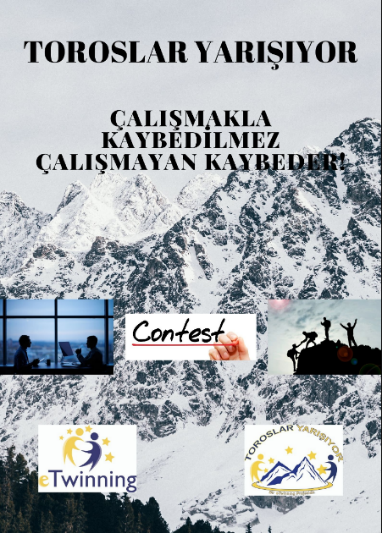 TOROSLAR YARIŞIYOR
ÇALIŞMAKLA
KAYBEDİLMEZ
ÇALIŞMAYAN KAYBEDER!
Contest
eTwinning
TOROSLAR YARIŞIYOR